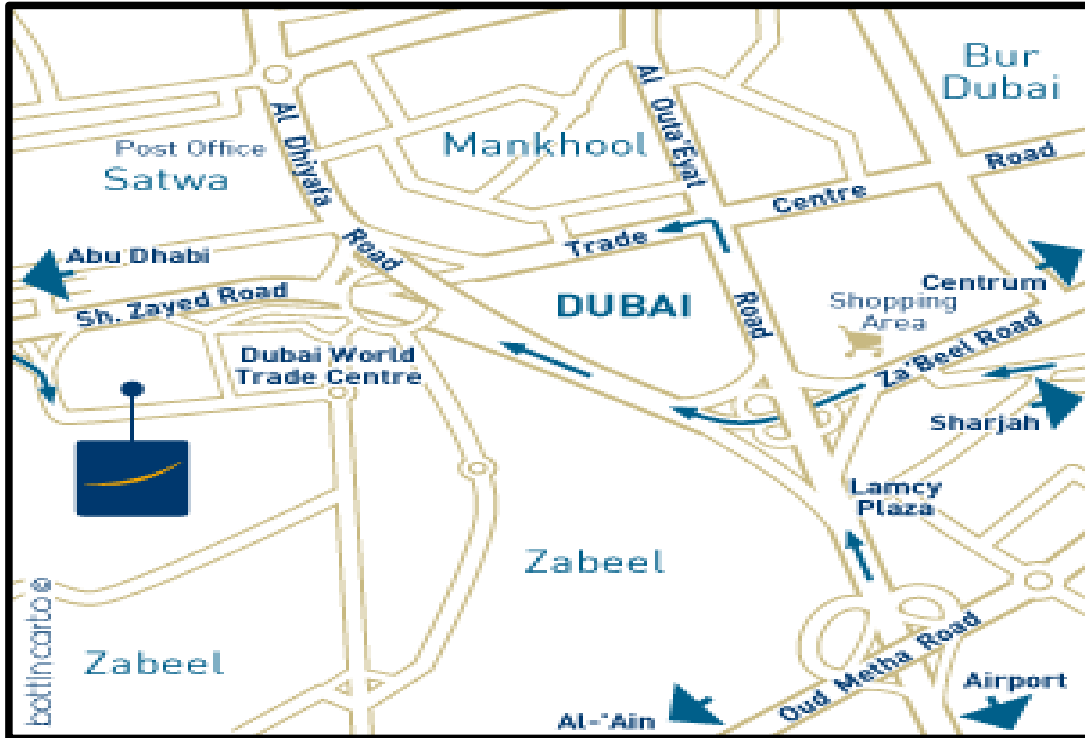 Bur
Dubai
Al Quta'Eyat
Road
Al Dhiyafa
Road
Mankhool
Post Office
Satwa
Trade Centre Road
Abu Dhabi
Sh. Zayed Road
DUBAI
Centrum
Shopping
Area
Za'Beel Road
Dubai World
Trade Centre
Sharjah
Lamcy
Plaza
Zabeel
Zabeel
Oud Metha Road
Airport
Al-'Ain
bottincarto©